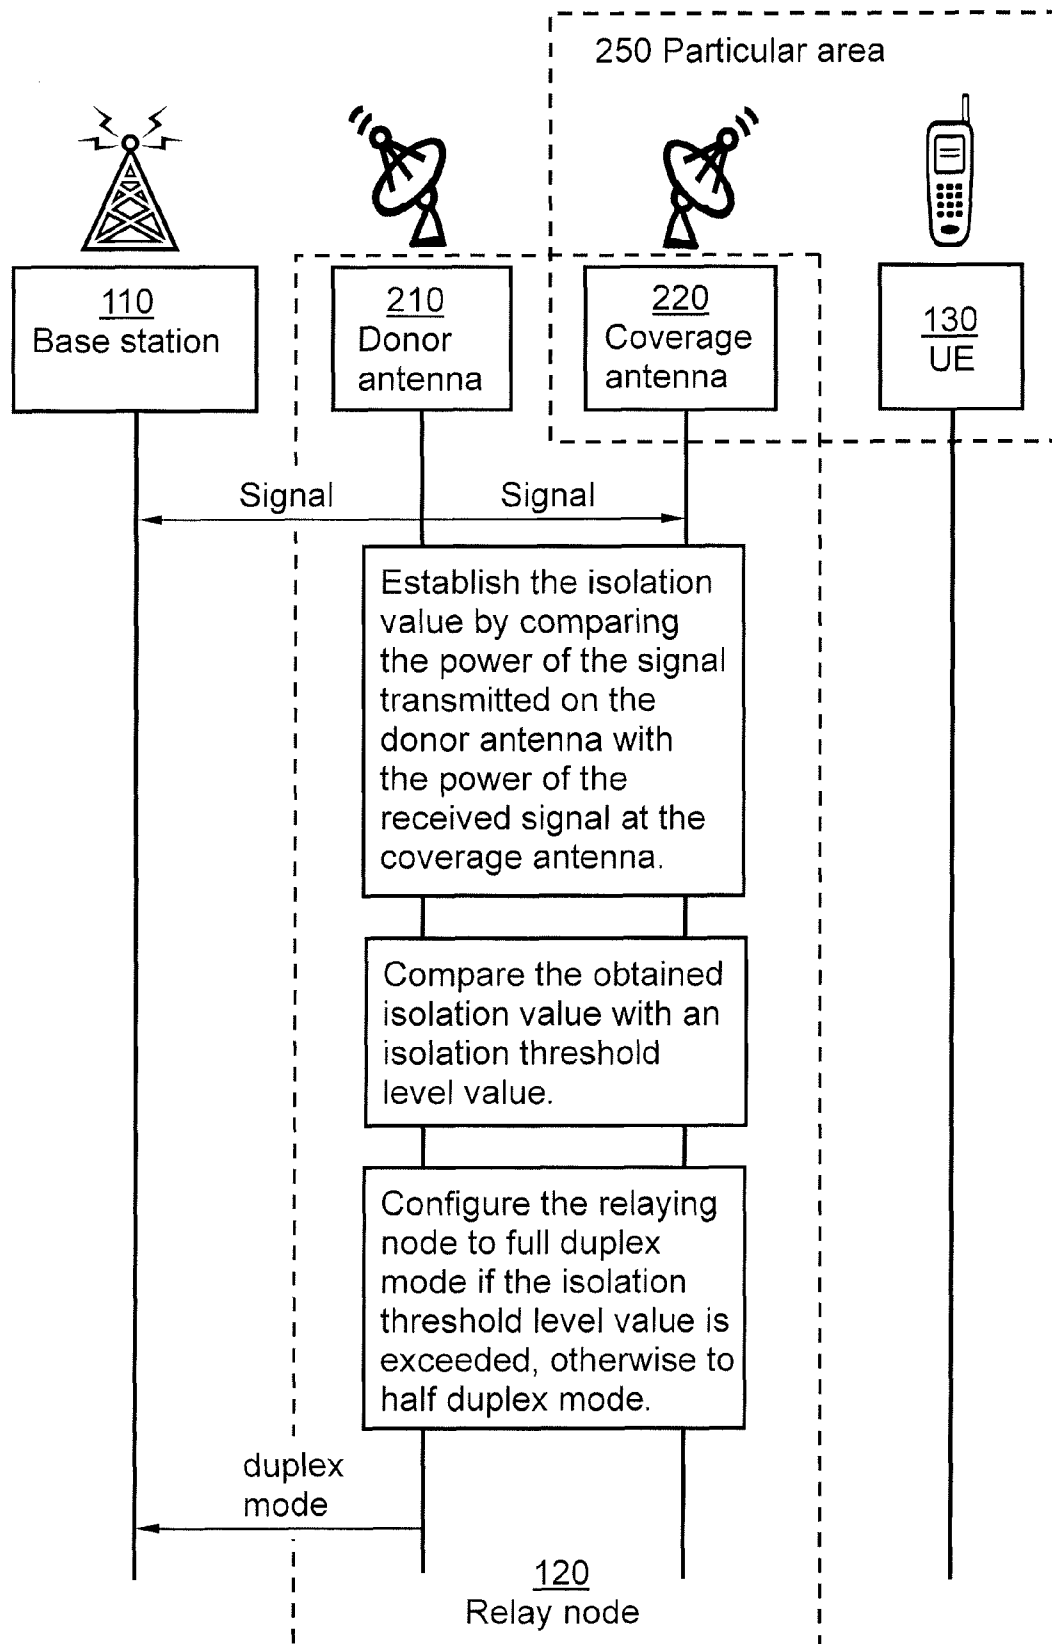 250 Particular area
110
Base station
210
Donor
antenna
220
Coverage
antenna
130
UE
Signal
Signal
Establish the isolation
value by comparing
the power of the signal
transmitted on the
donor antenna with
the power of the
received signal at the
coverage antenna.
Compare the obtained
isolation value with an
isolation threshold
level value.
Configure the relaying
node to full duplex
mode if the isolation
threshold level value is
exceeded, otherwise to
half duplex mode.
duplex
mode
120
Relay node